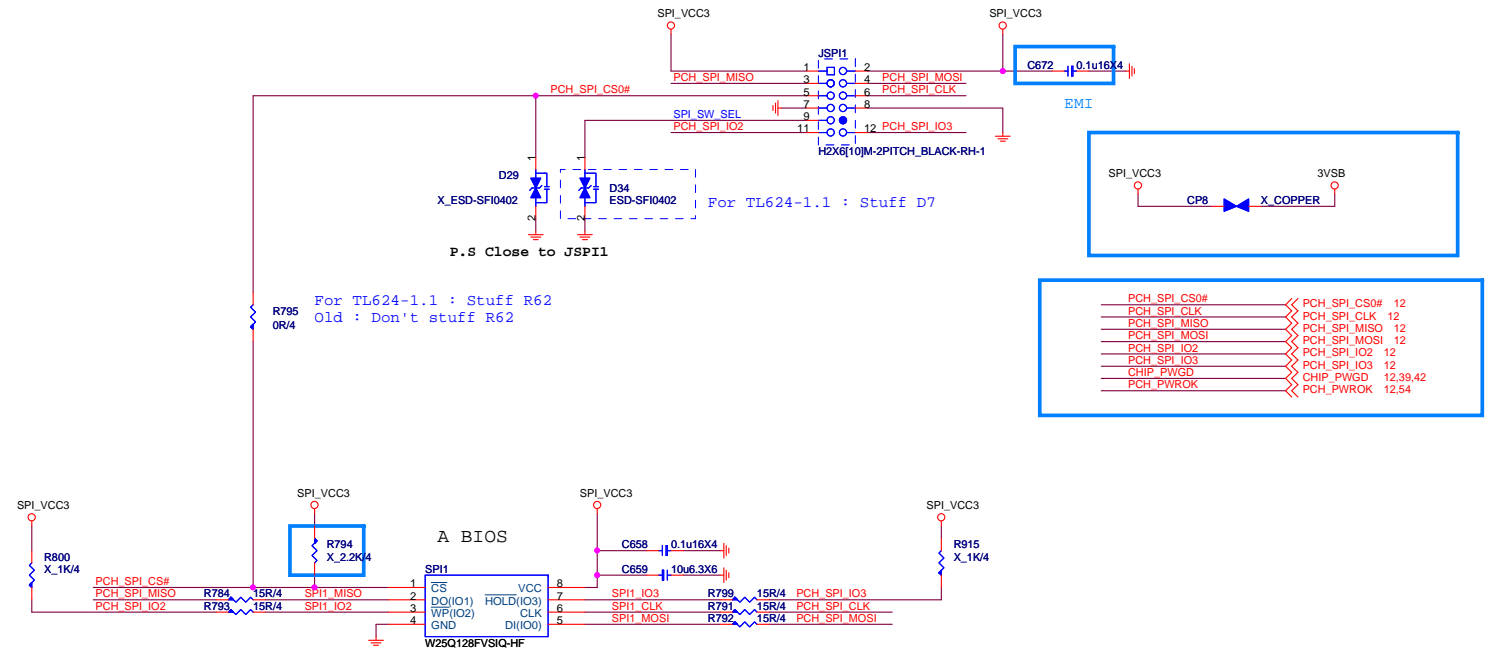 SPI_VCC3
SPI_VCC3
JSPI1
C672
0.1u16X4
1
2
PCH_SPI_MISO
3
4
PCH_SPI_MOSI
PCH_SPI_CS0#
5
6
PCH_SPI_CLK
7
8
EMI
SPI_SW_SEL
9
PCH_SPI_IO2
11
12
PCH_SPI_IO3
H2X6[10]M-2PITCH_BLACK-RH-1
1
1
D29
X_ESD-SFI0402
2
D34
ESD-SFI0402
2
For TL624-1.1 : Stuff D7
P.S Close to JSPI1
SPI_VCC3
3VSB
CP8
X_COPPER
R795
0R/4
For TL624-1.1 : Stuff R62
Old : Don't stuff R62
PCH_SPI_CS0#
PCH_SPI_CS0# 12
PCH_SPI_CLK
PCH_SPI_CLK 12
PCH_SPI_MISO
PCH_SPI_MISO 12
PCH_SPI_MOSI
PCH_SPI_MOSI 12
PCH_SPI_IO2
PCH_SPI_IO2 12
PCH_SPI_IO3
PCH_SPI_IO3 12
CHIP_PWGD
CHIP_PWGD 12,39,42
PCH_PWROK
PCH_PWROK 12,54
SPI_VCC3
SPI_VCC3
SPI_VCC3
SPI_VCC3
R800
X_1K/4
R794
X_2.2K/4
A BIOS
C658
0.1u16X4
C659
10u6.3X6
R915
X_1K/4
SPI1
PCH_SPI_CS#
1
CS
VCC
8
PCH_SPI_MISO
R784
15R/4
SPI1_MISO
2
DO(IO1)
HOLD(IO3)
7
SPI1_IO3
R799
15R/4
PCH_SPI_IO3
PCH_SPI_IO2
R793
15R/4
SPI1_IO2
3
WP(IO2)
CLK
6
SPI1_CLK
R791
15R/4
PCH_SPI_CLK
4
GND
DI(IO0)
5
SPI1_MOSI
R792
15R/4
PCH_SPI_MOSI
W25Q128FVSIQ-HF